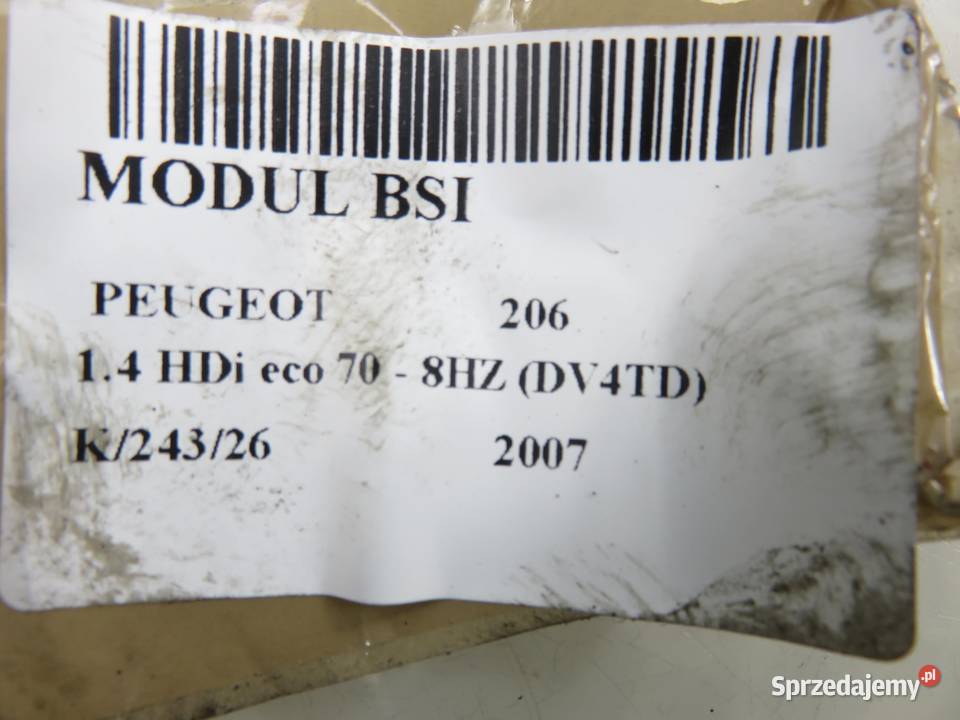 MODUL BSI
PEUGEOT 206
1.4 HDi eco 70 - 8HZ (DV4TD)
K/243/26 2007
Sprzedajemy.pl